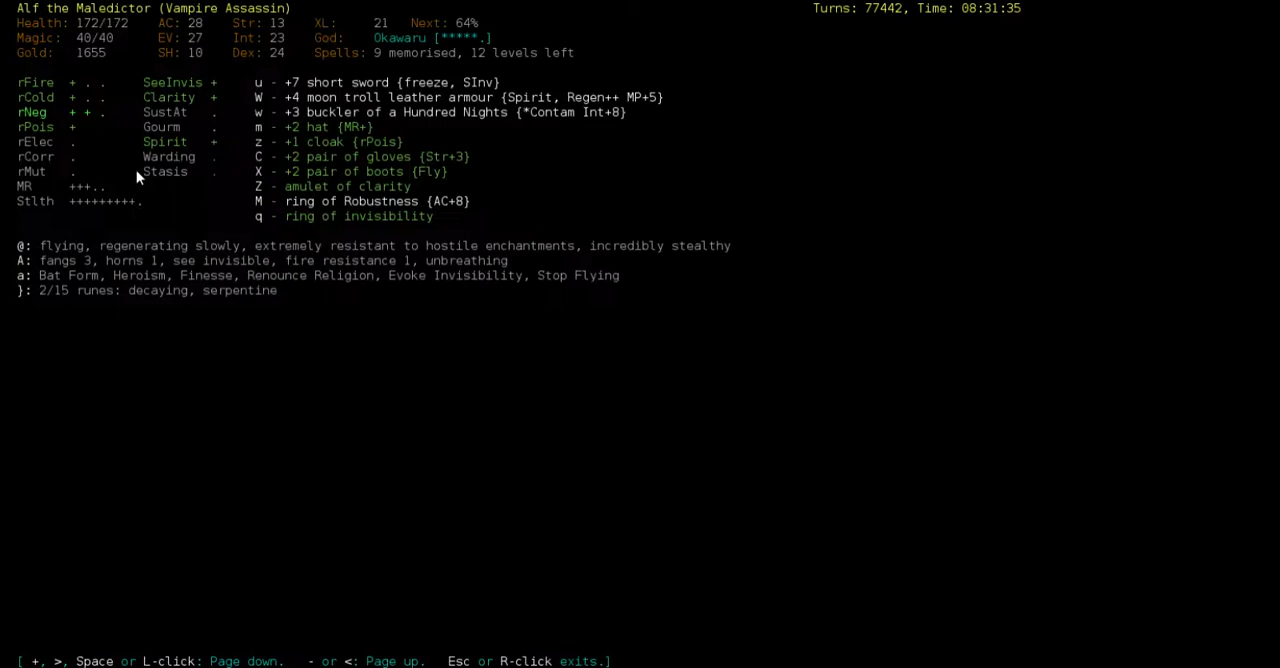 Alf the Maledictor (Vampire Assassin) Turns: 77442, Time: 08:31:35
Health: 172/172 AC: 28 Str: 13 XL: 21 Next: 64%
Magic: 40/40 EV: 27 Int: 23 God: Okawaru [*****.]
Gold: 1655 SH: 10 Dex: 24 Spells: 9 memorised, 12 levels left
rFire + . . SeeInvis + u - +7 short sword {freeze, SInv}
rCold + . . Clarity + W - +4 moon troll leather armour {Spirit, Regen++ MP+5}
rNeg + + . SustAt . w - +3 buckler of a Hundred Nights {*Contam Int+8}
rPois + Gourm . m - +2 hat {MR+}
rElec . Spirit + z - +1 cloak {rPois}
rCorr . Warding . C - +2 pair of gloves {Str+3}
rMut . Stasis . X - +2 pair of boots {Fly}
MR +++.. Z - amulet of clarity
Stlth +++++++++. M - ring of Robustness {AC+8}
q - ring of invisibility
@: flying, regenerating slowly, extremely resistant to hostile enchantments, incredibly stealthy
A: fangs 3, horns 1, see invisible, fire resistance 1, unbreathing
a: Bat Form, Heroism, Finesse, Renounce Religion, Evoke Invisibility, Stop Flying
}: 2/15 runes: decaying, serpentine
[ +, >, Space or L-click: Page down. - or <: Page up. Esc or R-click exits.]